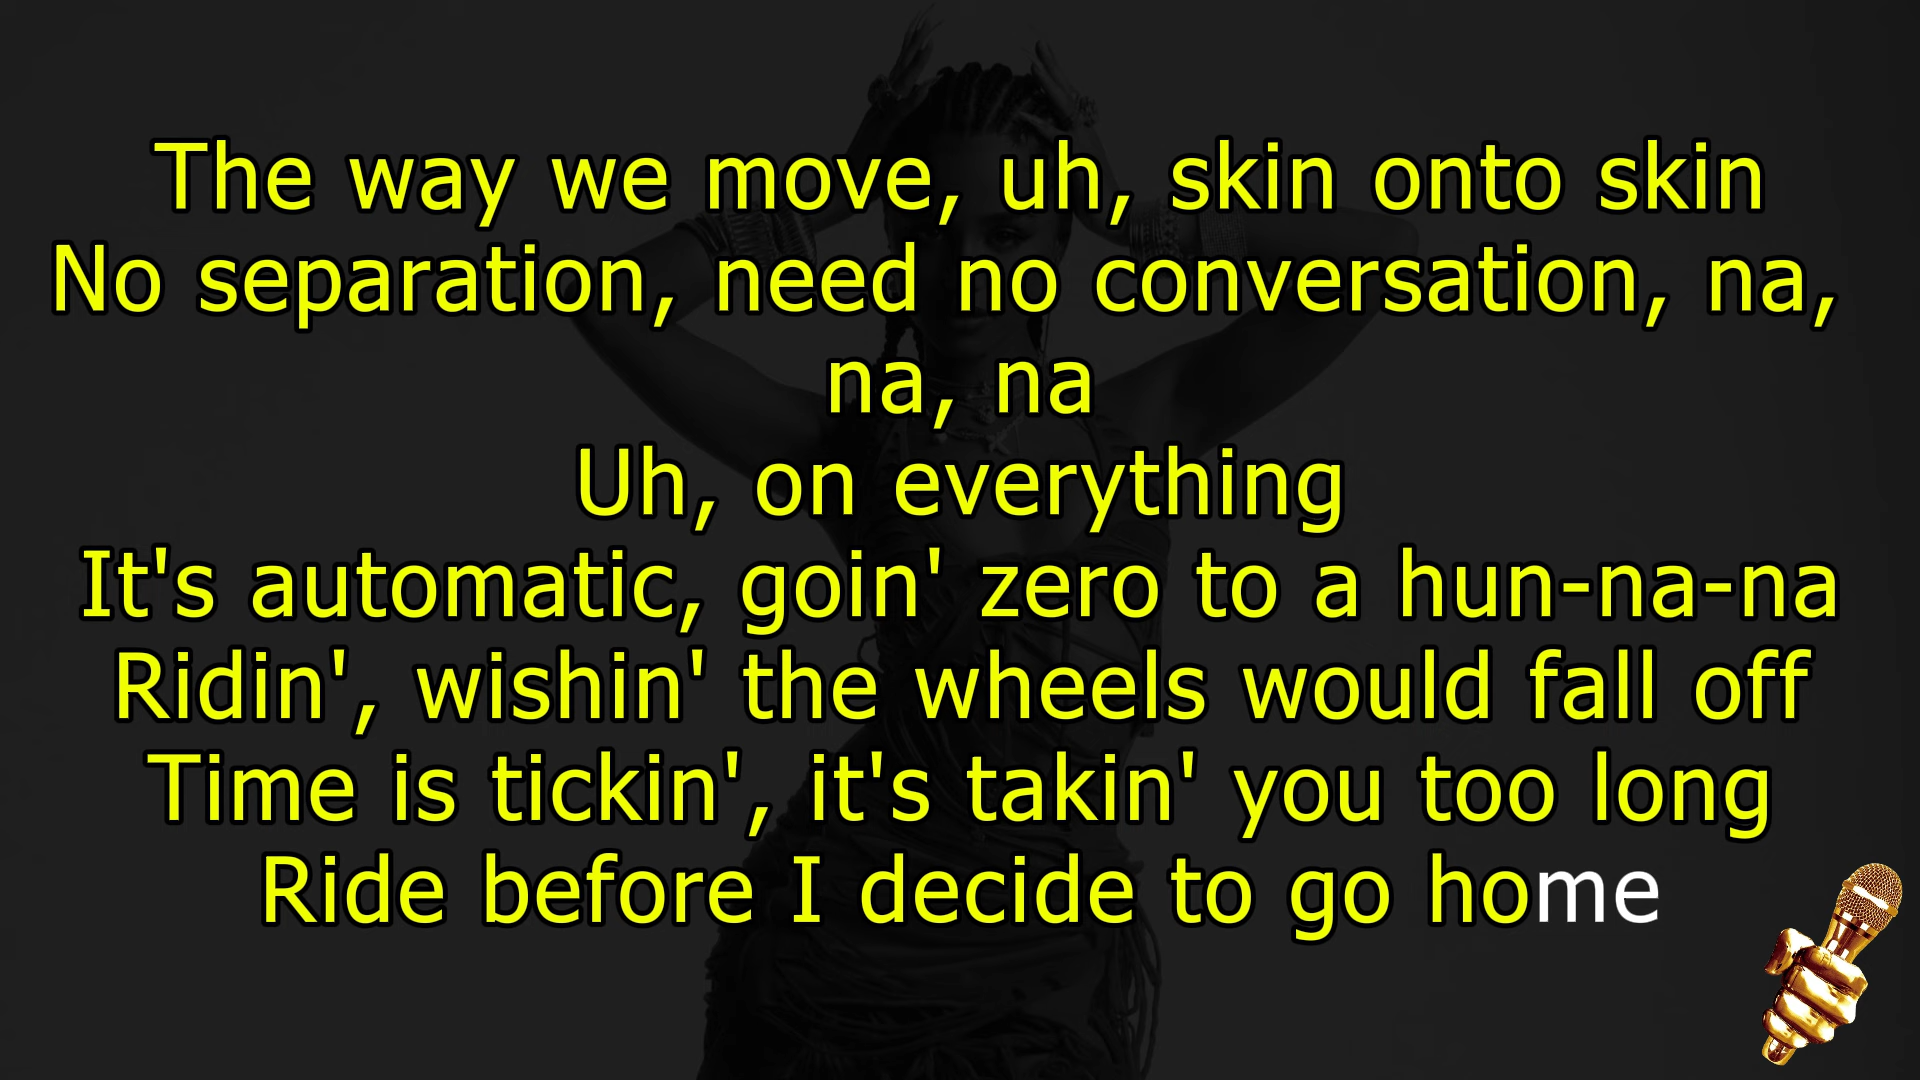 The way we move, uh, skin onto skin
No separation, need no conversation, na,
na, na
Uh, on everything
It's automatic, goin' zero to a hun-na-na
Ridin', wishin' the wheels would fall off
Time is tickin', it's takin' you too long
Ride before I decide to go home